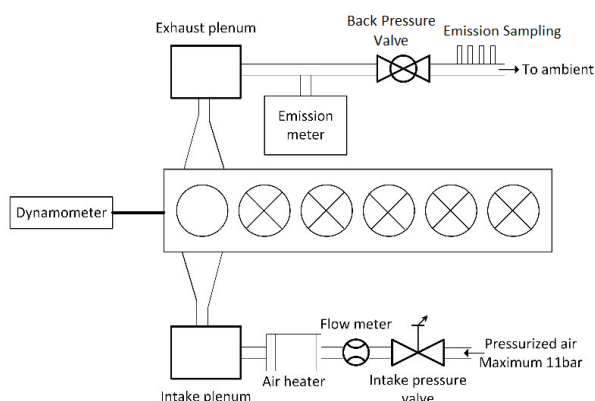 Exhaust plenum
Back Pressure
Valve
Emission Sampling
To ambient
Emission
meter
Dynamometer
Flow meter
Pressurized air
Maximum 11bar
Air heater
Intake pressure
valve
Intake plenum